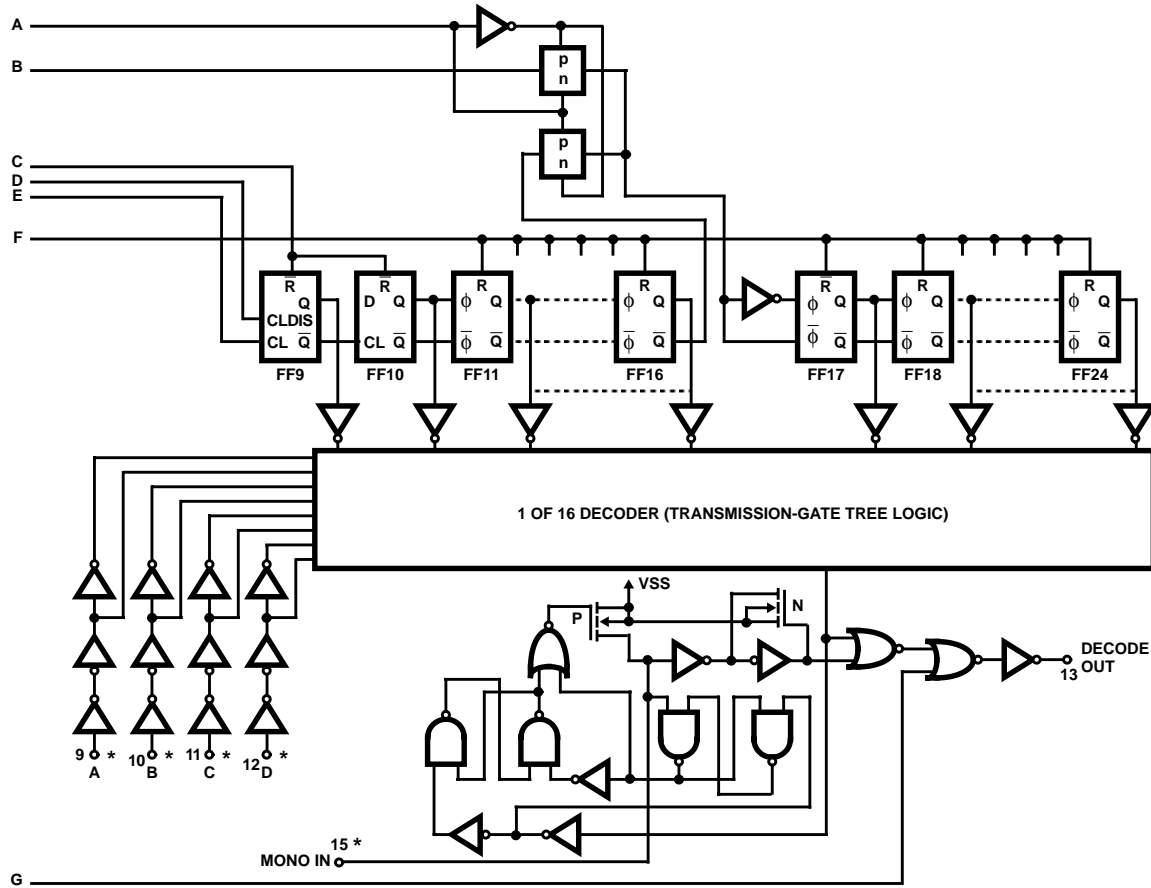 A
p
n
B
p
n
C
D
E
F
R̅ Q CLDIS CL Q̅
R̅ D Q CL Q̅
R ϕ Q ϕ̅ Q̅
R ϕ Q ϕ̅ Q̅
R̅ ϕ Q ϕ̅ Q̅
R ϕ Q ϕ̅ Q̅
R ϕ Q ϕ̅ Q̅
FF9 FF10 FF11 FF16 FF17 FF18 FF24
1 OF 16 DECODER (TRANSMISSION-GATE TREE LOGIC)
VSS
P
N
DECODE
OUT
13
9 * 10 * 11 * 12 *
A B C D
15 *
MONO IN
G